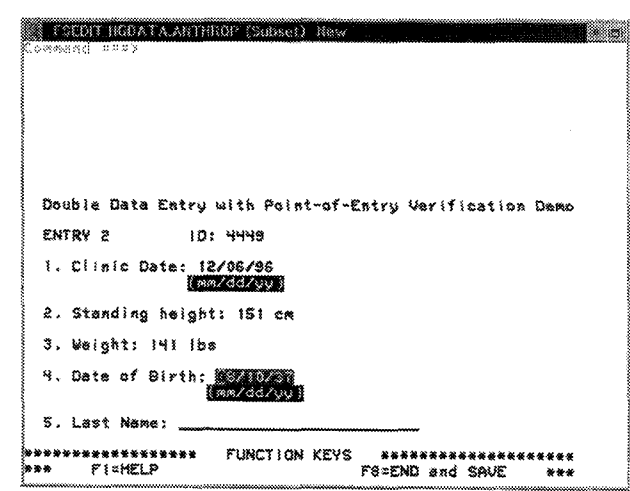 FSEDIT NGDATA.ANTHROP (Subset) New
Command ===>
Double Data Entry with Point-of-Entry Verification Demo
ENTRY 2 ID: 4449
1. Clinic Date: 12/06/96
(mm/dd/yy)
2. Standing height: 151 cm
3. Weight: 141 lbs
4. Date of Birth:
(mm/dd/yy)
5. Last Name:
****************** FUNCTION KEYS *********************
*** F1=HELP F8=END and SAVE ***